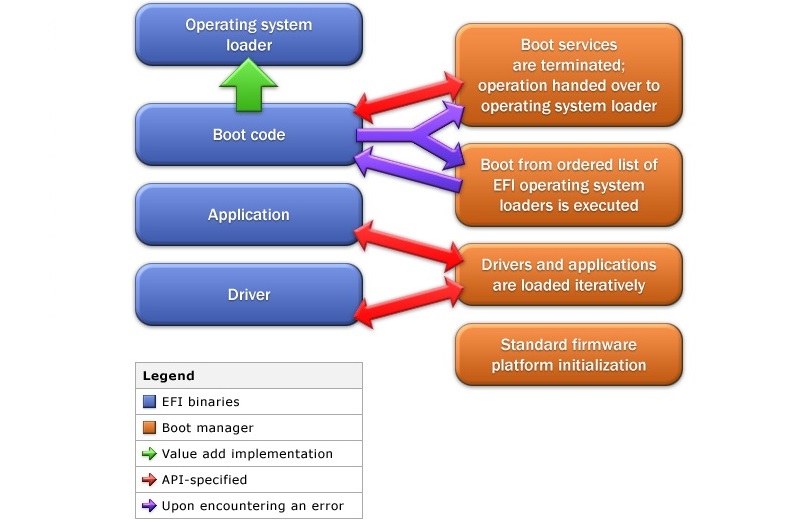 Operating system
loader
Boot services
are terminated;
operation handed over to
operating system loader
Boot code
Boot from ordered list of
EFI operating system
loaders is executed
Application
Drivers and applications
are loaded iteratively
Driver
Standard firmware
platform initialization
Legend
EFI binaries
Boot manager
Value add implementation
API-specified
Upon encountering an error